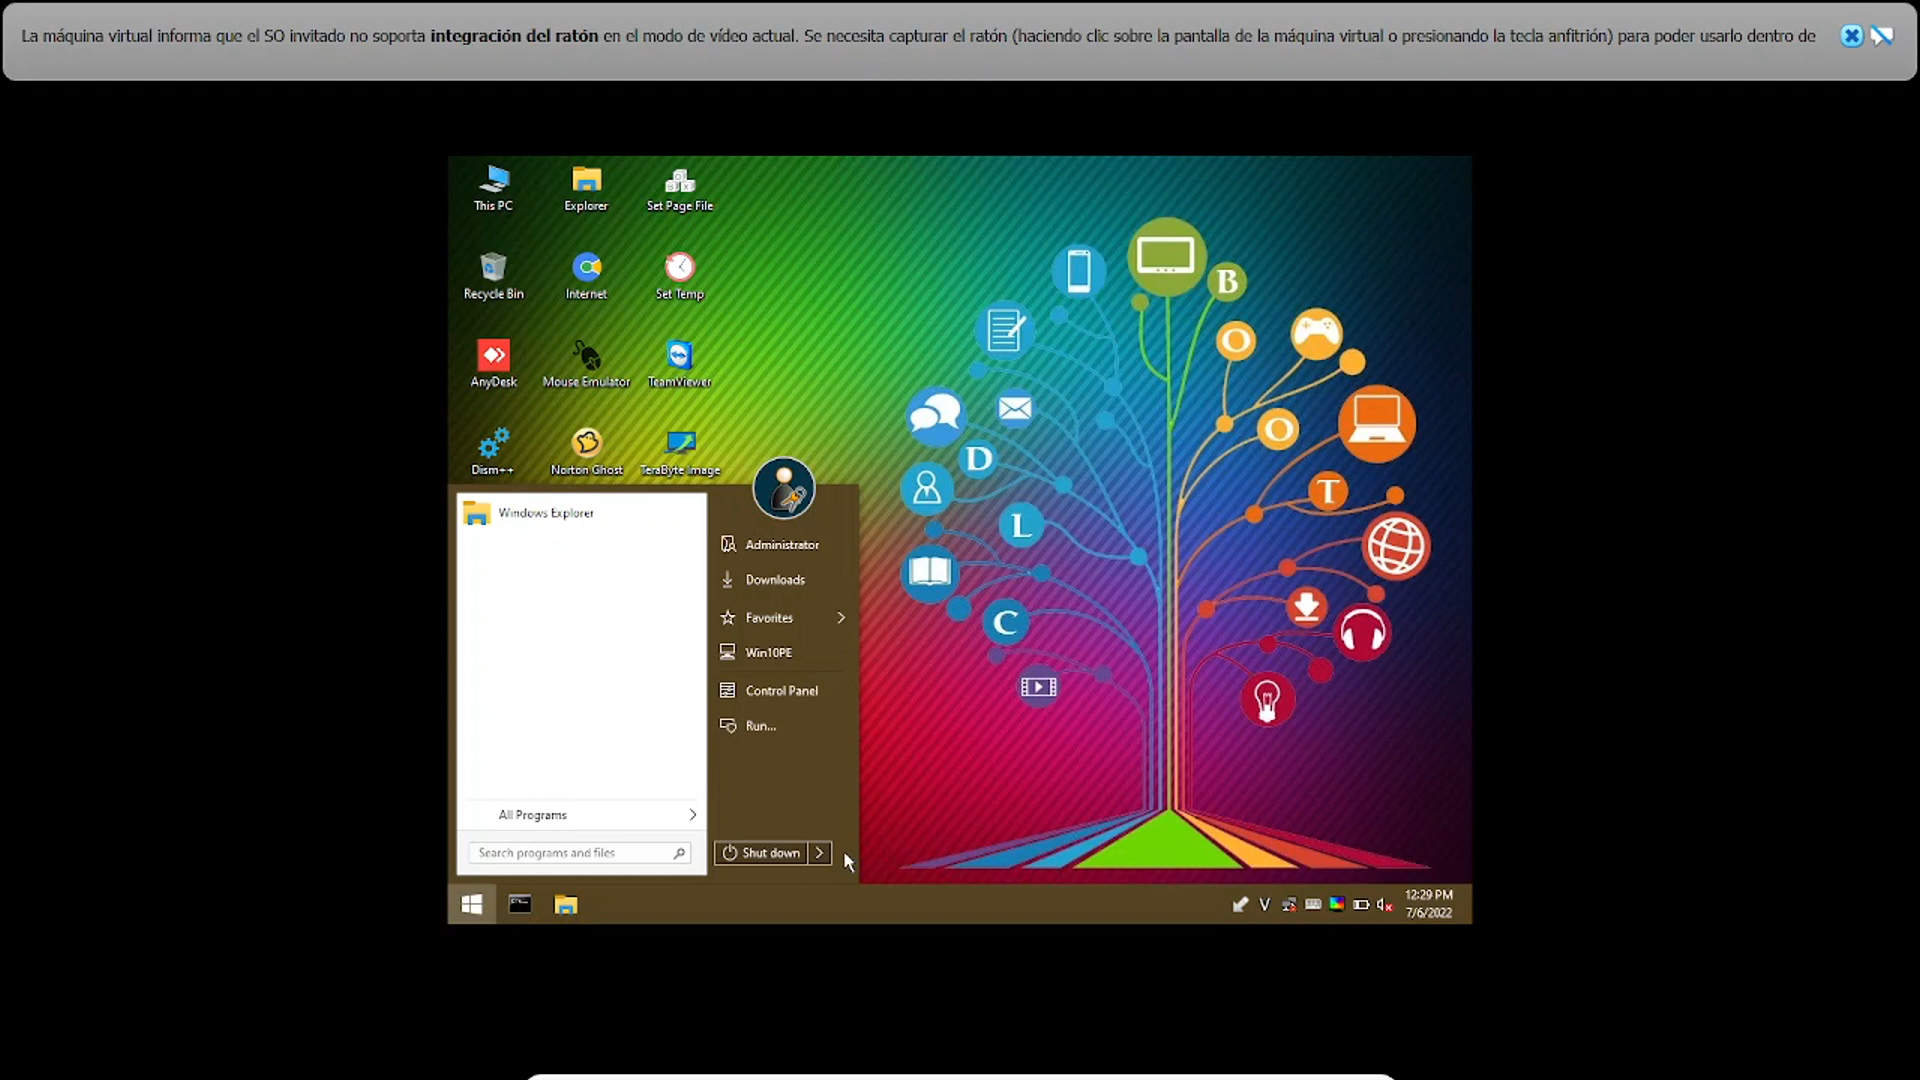 La máquina virtual informa que el SO invitado no soporta integración del ratón en el modo de vídeo actual. Se necesita capturar el ratón (haciendo clic sobre la pantalla de la máquina virtual o presionando la tecla anfitrión) para poder usarlo dentro de
This PC
Explorer
Set Page File
Recycle Bin
Internet
Set Temp
AnyDesk
Mouse Emulator
TeamViewer
Dism++
Norton Ghost
TeraByte Image
B
O
O
D
T
L
C
Windows Explorer
Administrator
Downloads
Favorites
Win10PE
Control Panel
Run...
All Programs
Search programs and files
Shut down
V
12:29 PM
7/6/2022